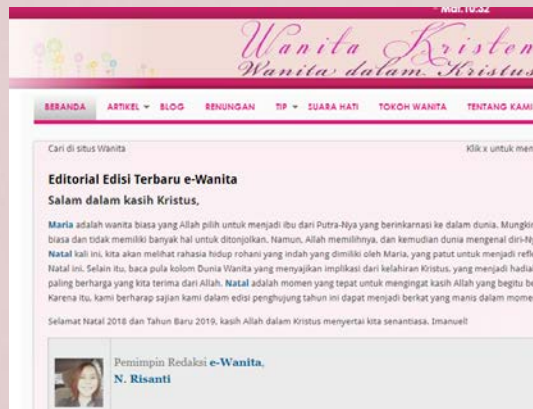 Mat.10:32
Wanita Kristen
Wanita dalam Kristus
BERANDA ARTIKEL BLOG RENUNGAN TIP SUARA HATI TOKOH WANITA TENTANG KAMI
Cari di situs Wanita Klik x untuk men
Editorial Edisi Terbaru e-Wanita
Salam dalam kasih Kristus,
Maria adalah wanita biasa yang Allah pilih untuk menjadi ibu dari Putra-Nya yang berinkarnasi ke dalam dunia. Mungkin
biasa dan tidak memiliki banyak hal untuk ditonjolkan. Namun, Allah memilihnya, dan kemudian dunia mengenal diri-Ny
Natal kali ini, kita akan melihat rahasia hidup rohani yang indah yang dimiliki oleh Maria, yang patut untuk menjadi refl
Natal ini. Selain itu, baca pula kolom Dunia Wanita yang menyajikan implikasi dari kelahiran Kristus, yang menjadi hadia
paling berharga yang kita terima dari Allah. Natal adalah momen yang tepat untuk mengingat kasih Allah yang begitu be
Karena itu, kami berharap sajian kami dalam edisi penghujung tahun ini dapat menjadi berkat yang manis dalam mome
Selamat Natal 2018 dan Tahun Baru 2019, kasih Allah dalam Kristus menyertai kita senantiasa. Imanuel!
Pemimpin Redaksi e-Wanita,
N. Risanti